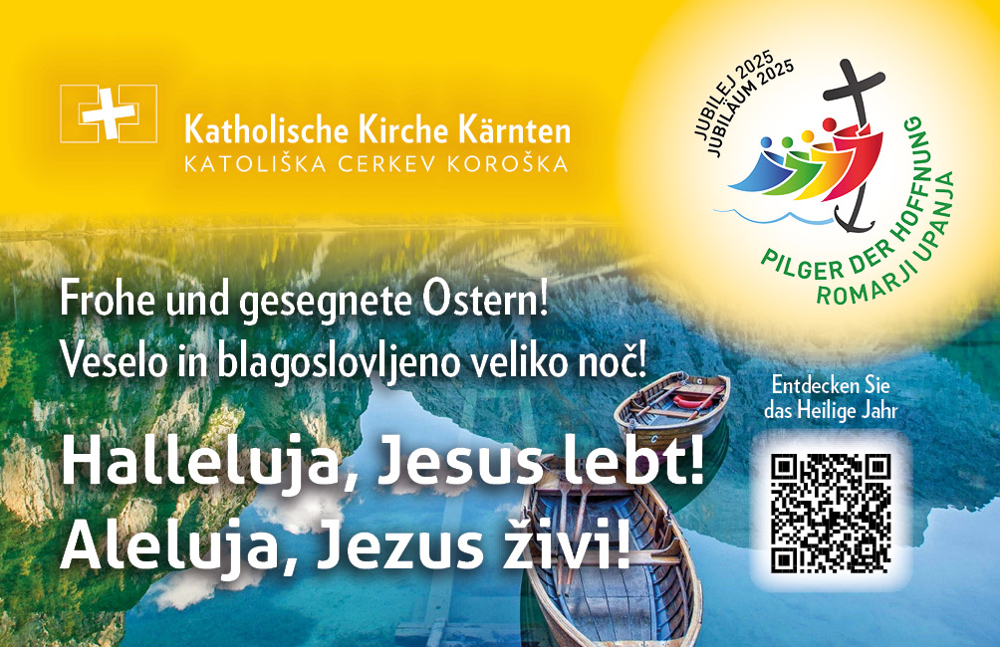 Katholische Kirche Kärnten
KATOLIŠKA CERKEV KOROŠKA
JUBILEJ 2025
JUBILÄUM 2025
PILGER DER HOFFNUNG
ROMARJI UPANJA
Frohe und gesegnete Ostern!
Veselo in blagoslovljeno veliko noč!
Entdecken Sie
das Heilige Jahr
Halleluja, Jesus lebt!
Aleluja, Jezus živi!